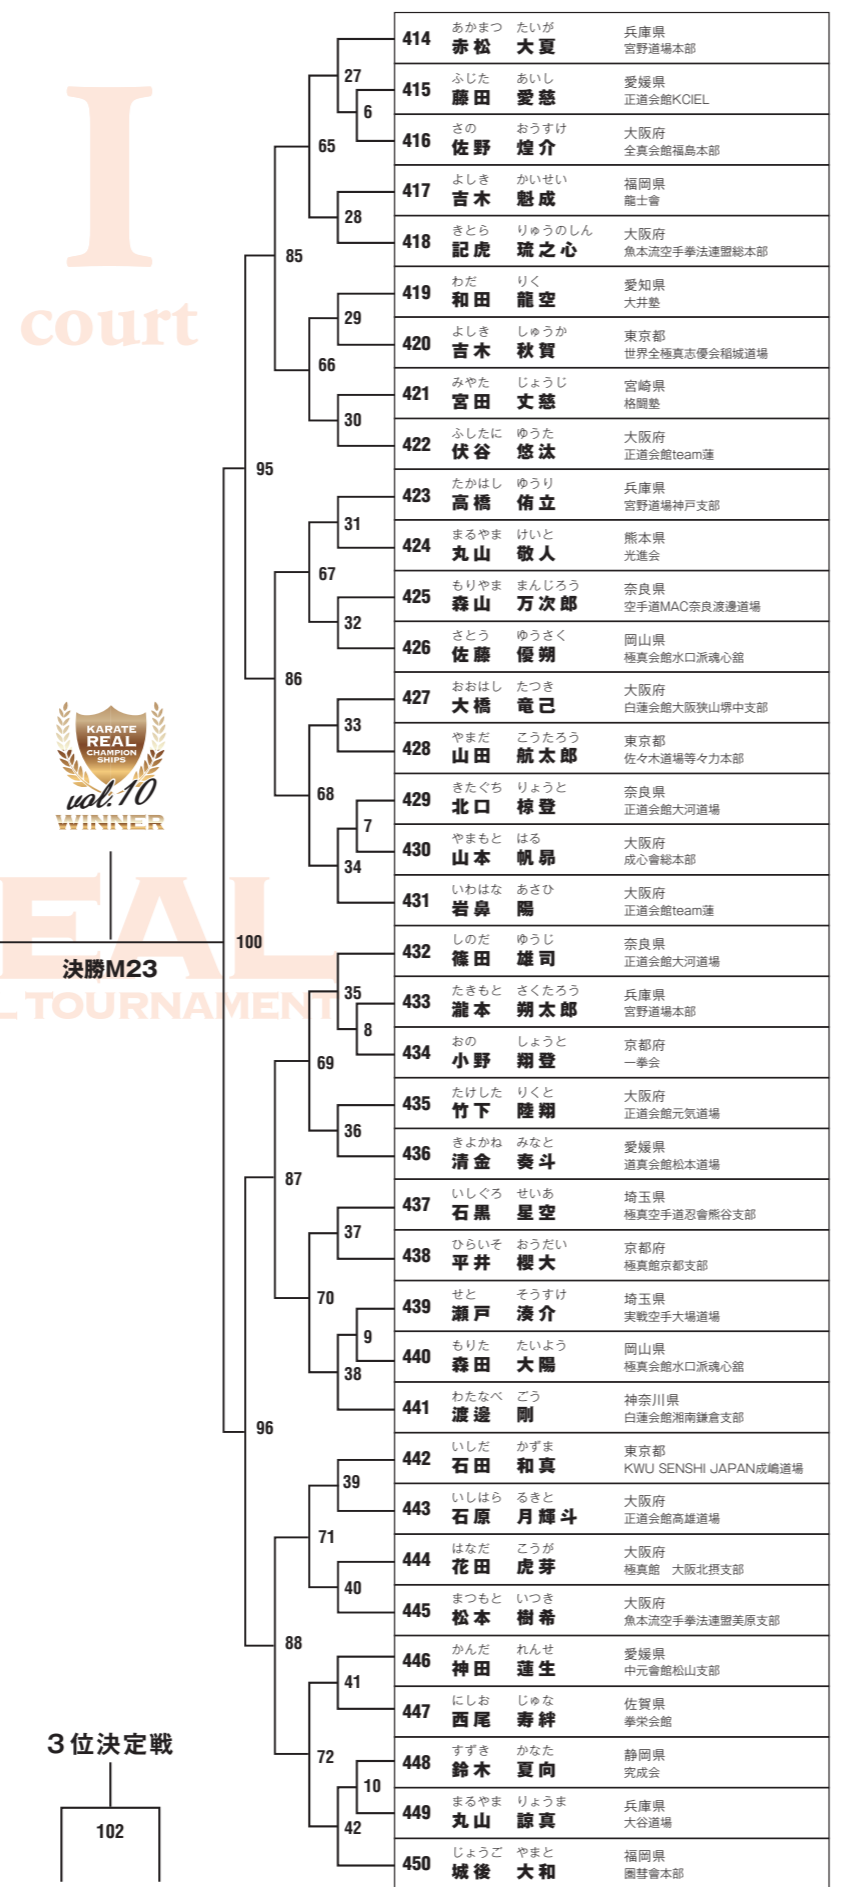 I
court
KARATE
REAL
CHAMPION
SHIPS
vol.10
WINNER
EAL
L TOURNAMENT
決勝M23
3位決定戦
102
100
95
96
85
86
87
88
65
66
67
68
69
70
71
72
27
6
28
29
30
31
32
33
7
34
35
8
36
37
9
38
39
40
41
10
42
あかまつ たいが
414 赤松 大夏 兵庫県
宮野道場本部
ふじた あいし
415 藤田 愛慈 愛媛県
正道会館KCIEL
さの おうすけ
416 佐野 煌介 大阪府
全真会館福島本部
よしき かいせい
417 吉木 魁成 福岡県
龍士會
きとら りゅうのしん
418 記虎 琉之心 大阪府
魚本流空手拳法連盟総本部
わだ りく
419 和田 龍空 愛知県
大井塾
よしき しゅうか
420 吉木 秋賀 東京都
世界全極真志優会稲城道場
みやた じょうじ
421 宮田 丈慈 宮崎県
格闘塾
ふしたに ゆうた
422 伏谷 悠汰 大阪府
正道会館team蓮
たかはし ゆうり
423 高橋 侑立 兵庫県
宮野道場神戸支部
まるやま けいと
424 丸山 敬人 熊本県
光進会
もりやま まんじろう
425 森山 万次郎 奈良県
空手道MAC奈良渡邊道場
さとう ゆうさく
426 佐藤 優朔 岡山県
極真会館水口派魂心舘
おおはし たつき
427 大橋 竜己 大阪府
白蓮会館大阪狭山堺中支部
やまだ こうたろう
428 山田 航太郎 東京都
佐々木道場等々力本部
きたぐち りょうと
429 北口 椋登 奈良県
正道会館大河道場
やまもと はる
430 山本 帆昴 大阪府
成心會総本部
いわはな あさひ
431 岩鼻 陽 大阪府
正道会館team蓮
しのだ ゆうじ
432 篠田 雄司 奈良県
正道会館大河道場
たきもと さくたろう
433 瀧本 朔太郎 兵庫県
宮野道場本部
おの しょうと
434 小野 翔登 京都府
一拳会
たけした りくと
435 竹下 陸翔 大阪府
正道会館元気道場
きよかね みなと
436 清金 奏斗 愛媛県
道真会館松本道場
いしぐろ せいあ
437 石黒 星空 埼玉県
極真空手道忍會熊谷支部
ひらいそ おうだい
438 平井 櫻大 京都府
極真館京都支部
せと そうすけ
439 瀬戸 湊介 埼玉県
実戦空手大場道場
もりた たいよう
440 森田 大陽 岡山県
極真会館水口派魂心舘
わたなべ ごう
441 渡邊 剛 神奈川県
白蓮会館湘南鎌倉支部
いしだ かずま
442 石田 和真 東京都
KWU SENSHI JAPAN成嶋道場
いしはら るきと
443 石原 月輝斗 大阪府
正道会館高雄道場
はなだ こうが
444 花田 虎芽 大阪府
極真館 大阪北摂支部
まつもと いつき
445 松本 樹希 大阪府
魚本流空手拳法連盟美原支部
かんだ れんせ
446 神田 蓮生 愛媛県
中元會館松山支部
にしお じゅな
447 西尾 寿絆 佐賀県
拳栄会館
すずき かなた
448 鈴木 夏向 静岡県
究成会
まるやま りょうま
449 丸山 諒真 兵庫県
大谷道場
じょうご やまと
450 城後 大和 福岡県
園彗會本部